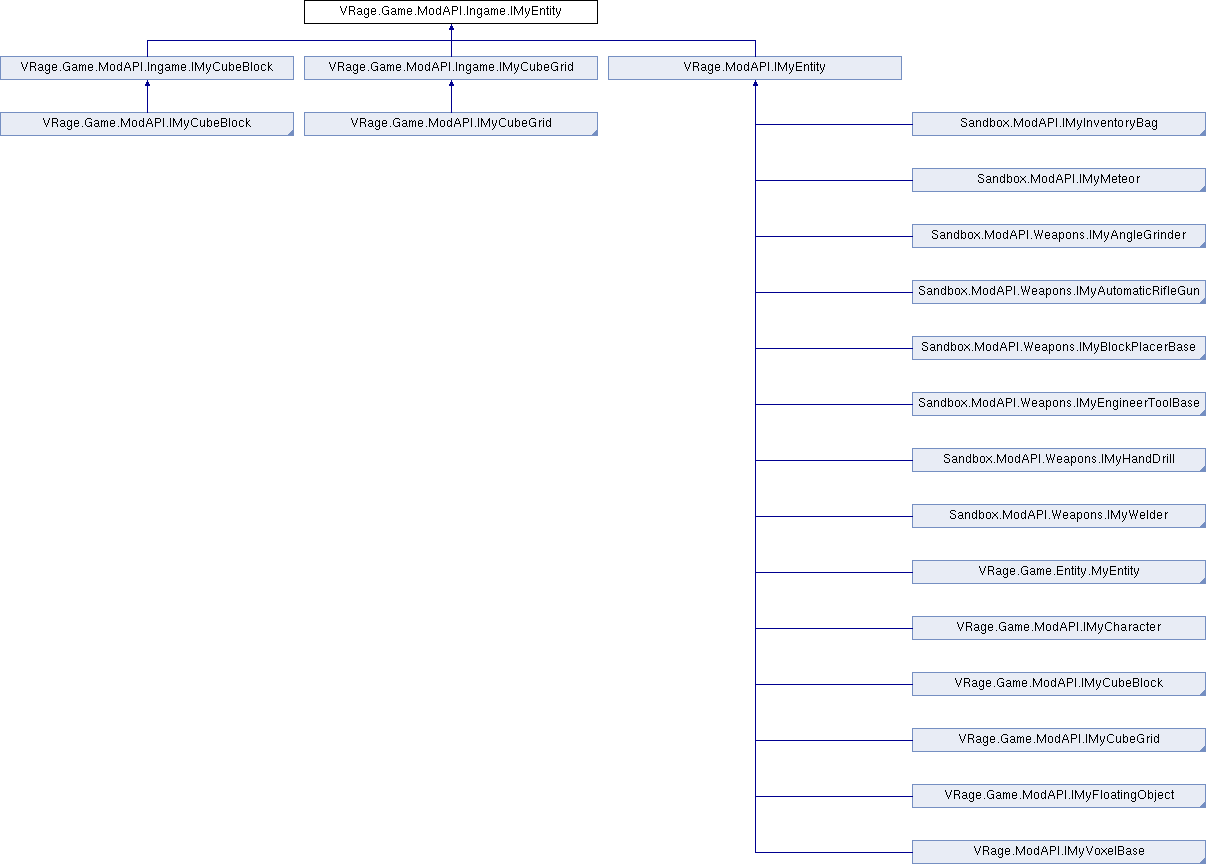 VRage.Game.ModAPI.Ingame.IMyEntity
VRage.Game.ModAPI.Ingame.IMyCubeBlock
VRage.Game.ModAPI.Ingame.IMyCubeGrid
VRage.ModAPI.IMyEntity
VRage.Game.ModAPI.IMyCubeBlock
VRage.Game.ModAPI.IMyCubeGrid
Sandbox.ModAPI.IMyInventoryBag
Sandbox.ModAPI.IMyMeteor
Sandbox.ModAPI.Weapons.IMyAngleGrinder
Sandbox.ModAPI.Weapons.IMyAutomaticRifleGun
Sandbox.ModAPI.Weapons.IMyBlockPlacerBase
Sandbox.ModAPI.Weapons.IMyEngineerToolBase
Sandbox.ModAPI.Weapons.IMyHandDrill
Sandbox.ModAPI.Weapons.IMyWelder
VRage.Game.Entity.MyEntity
VRage.Game.ModAPI.IMyCharacter
VRage.Game.ModAPI.IMyCubeBlock
VRage.Game.ModAPI.IMyCubeGrid
VRage.Game.ModAPI.IMyFloatingObject
VRage.ModAPI.IMyVoxelBase